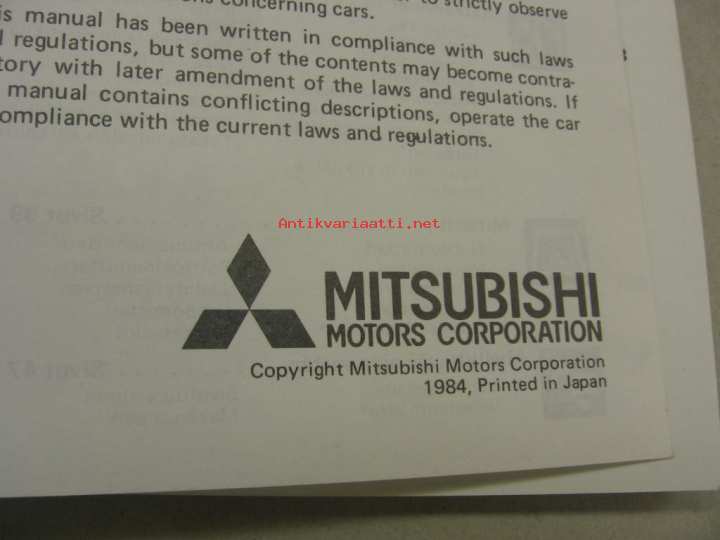 concerning cars. to strictly observe
is manual has been written in compliance with such laws
regulations, but some of the contents may become contra-
tory with later amendment of the laws and regulations. If
manual contains conflicting descriptions, operate the car
ompliance with the current laws and regulations.
Antikvariaatti.net
MITSUBISHI
MOTORS CORPORATION
Copyright Mitsubishi Motors Corporation
1984, Printed in Japan